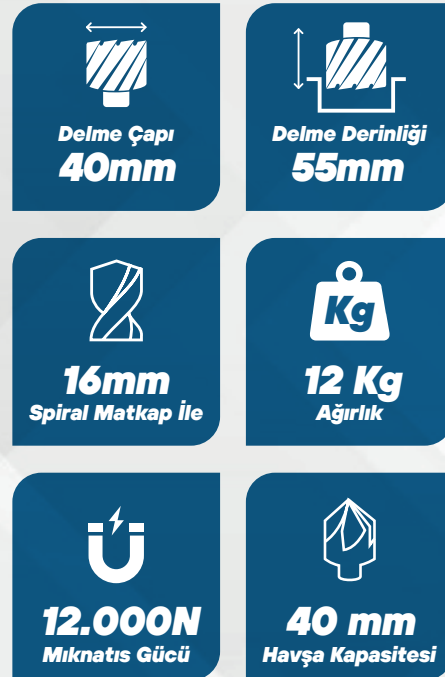 Delme Çapı
40mm
Delme Derinliği
55mm
16mm
Spiral Matkap İle
Kg
12 Kg
Ağırlık
12.000N
Mıknatıs Gücü
40 mm
Havşa Kapasitesi